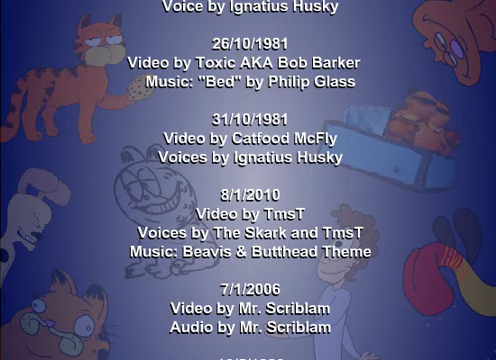 Voice by Ignatius Husky
26/10/1981
Video by Toxic AKA Bob Barker
Music: "Bed" by Philip Glass
31/10/1981
Video by Catfood McFly
Voices by Ignatius Husky
8/1/2010
Video by TmsT
Voices by The Skark and TmsT
Music: Beavis & Butthead Theme
7/1/2006
Video by Mr. Scriblam
Audio by Mr. Scriblam